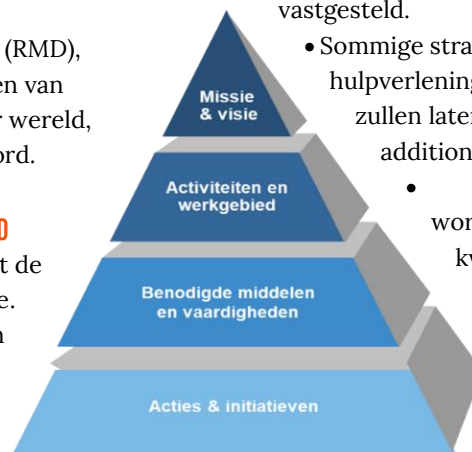 (RMD),
en van
wereld,
ord.
t de
e.
vastgesteld.
• Sommige stra
hulpverlening
zullen later
addition
•
wor
Missie
& visie
Activiteiten en
werkgebied
Benodigde middelen
en vaardigheden
Acties & initiatieven